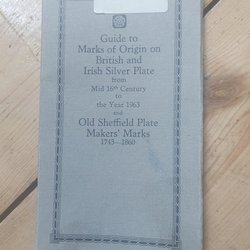 Guide to
Marks of Origin on
British and
Irish Silver Plate
from
Mid 16th Century
to
the Year 1963
and
Old Sheffield Plate
Makers' Marks
1743—1860